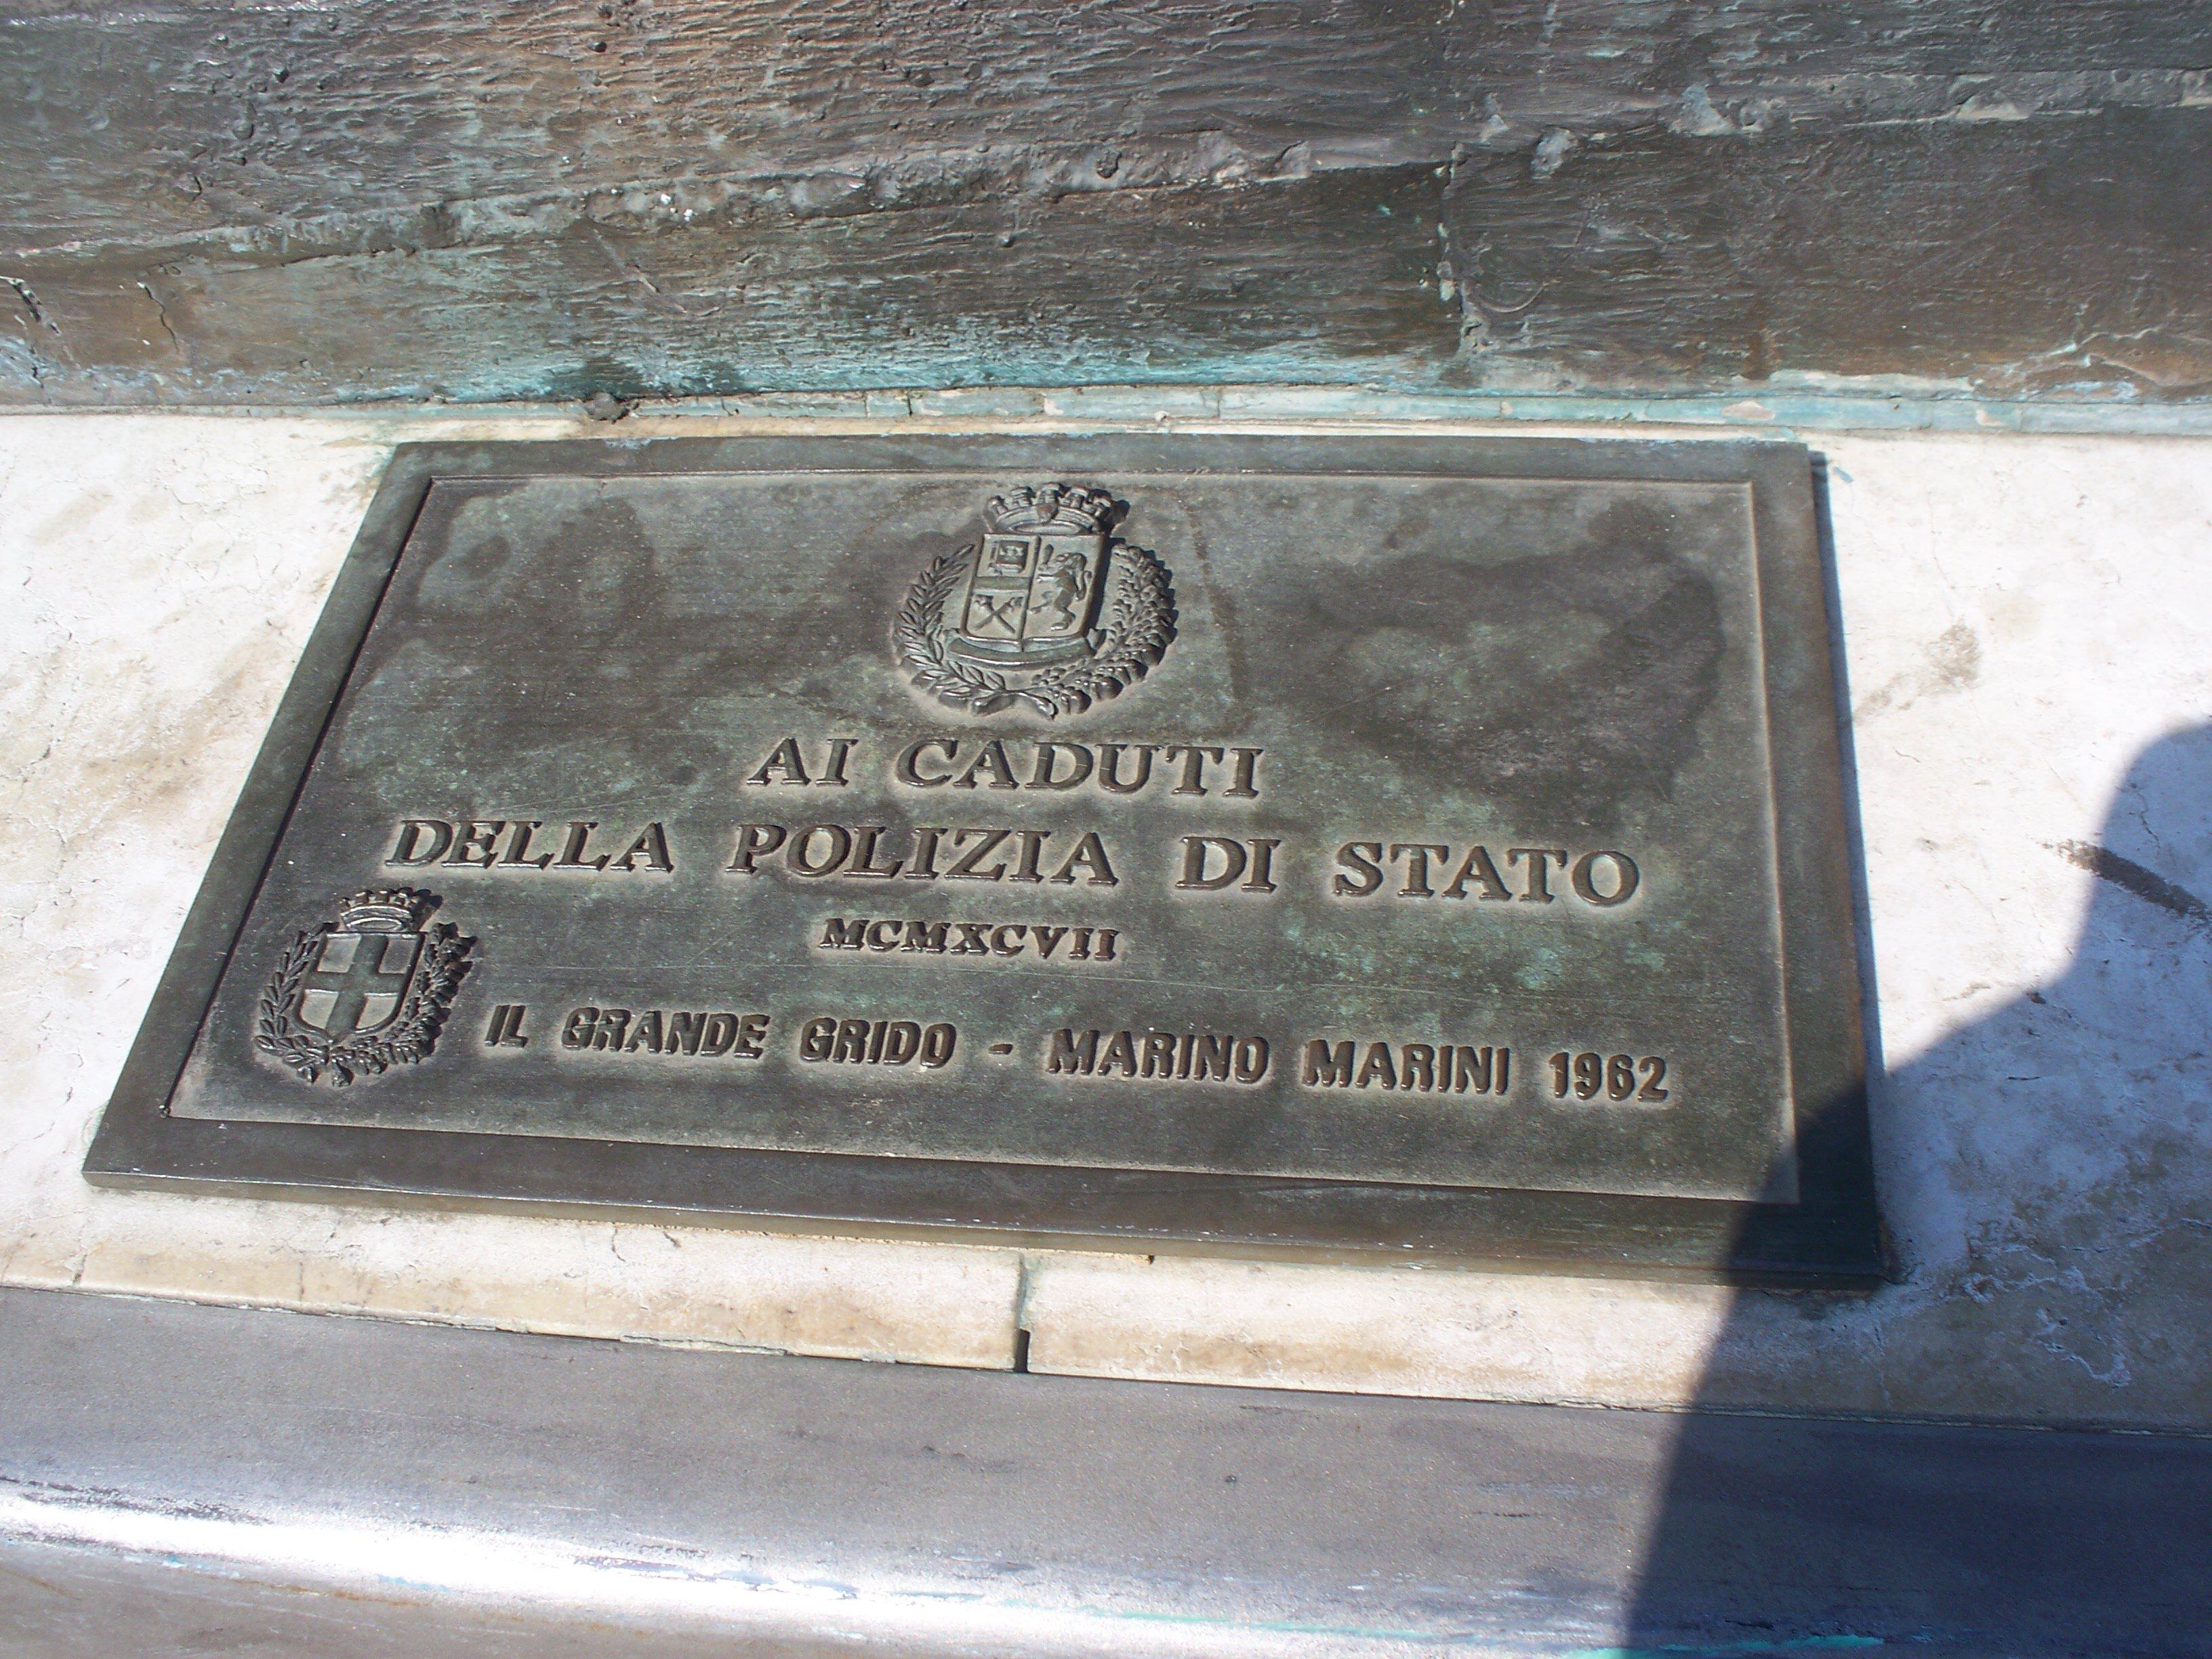 AI CADUTI
DELLA POLIZIA DI STATO
MCMXCVII
IL GRANDE GRIDO - MARINO MARINI 1962